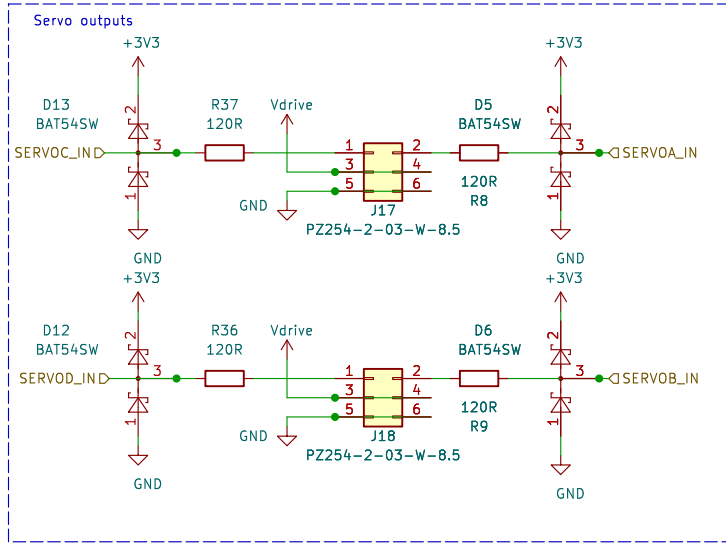 Servo outputs
+3V3
+3V3
D13
BAT54SW
2
R37
120R
Vdrive
D5
BAT54SW
2
SERVOC_IN
3
1
2
3
SERVOA_IN
3
4
5
6
1
GND
J17
PZ254-2-03-W-8.5
120R
R8
1
GND
GND
+3V3
+3V3
D12
BAT54SW
2
R36
120R
Vdrive
D6
BAT54SW
2
SERVOD_IN
3
1
2
3
SERVOB_IN
3
4
5
6
1
GND
J18
PZ254-2-03-W-8.5
120R
R9
1
GND
GND